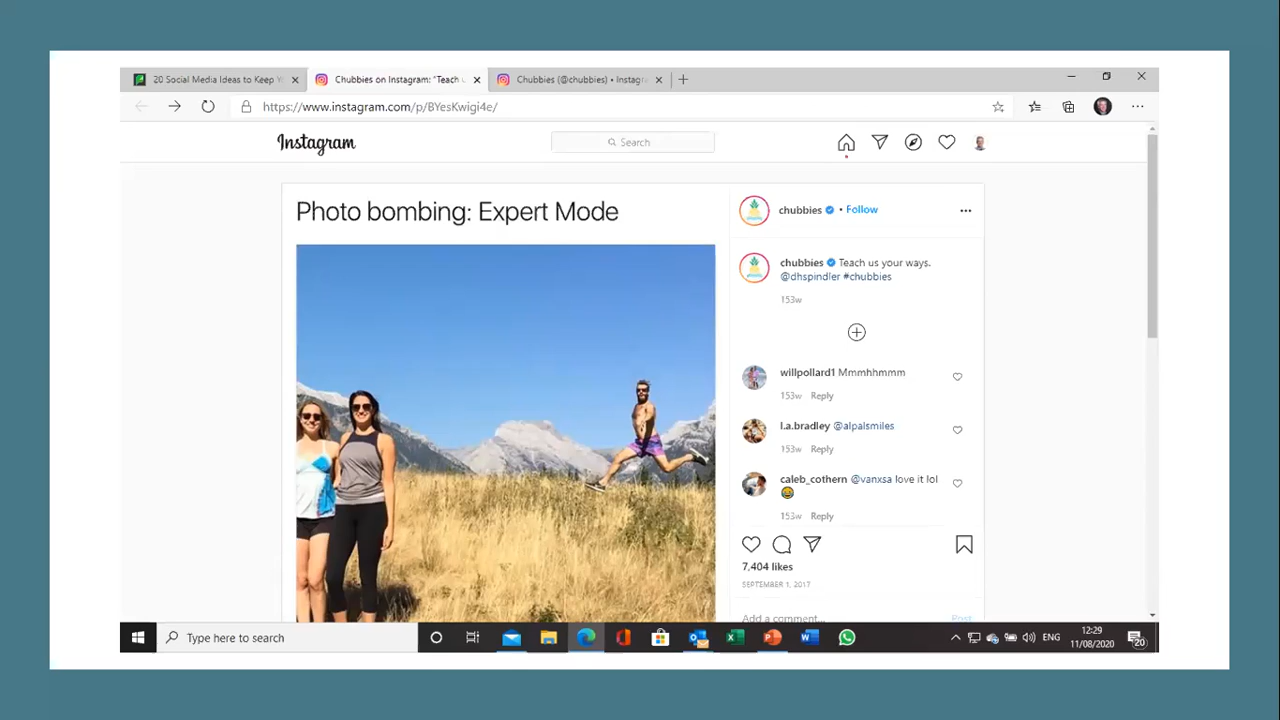 20 Social Media Ideas to Keep Y
Chubbies on Instagram: "Teach u
Chubbies (@chubbies) • Instagr
https://www.instagram.com/p/BYesKwigi4e/
Instagram
Search
Photo bombing: Expert Mode
chubbies • Follow
chubbies Teach us your ways.
@dhspindler #chubbies
153w
willpollard1 Mmmhhmmm
153w Reply
l.a.bradley @alpalsmiles
153w Reply
caleb_cothern @vanxsa love it lol
153w Reply
7,404 likes
SEPTEMBER 1, 2017
Add a comment... Post
Type here to search
ENG
12:29
11/08/2020
20